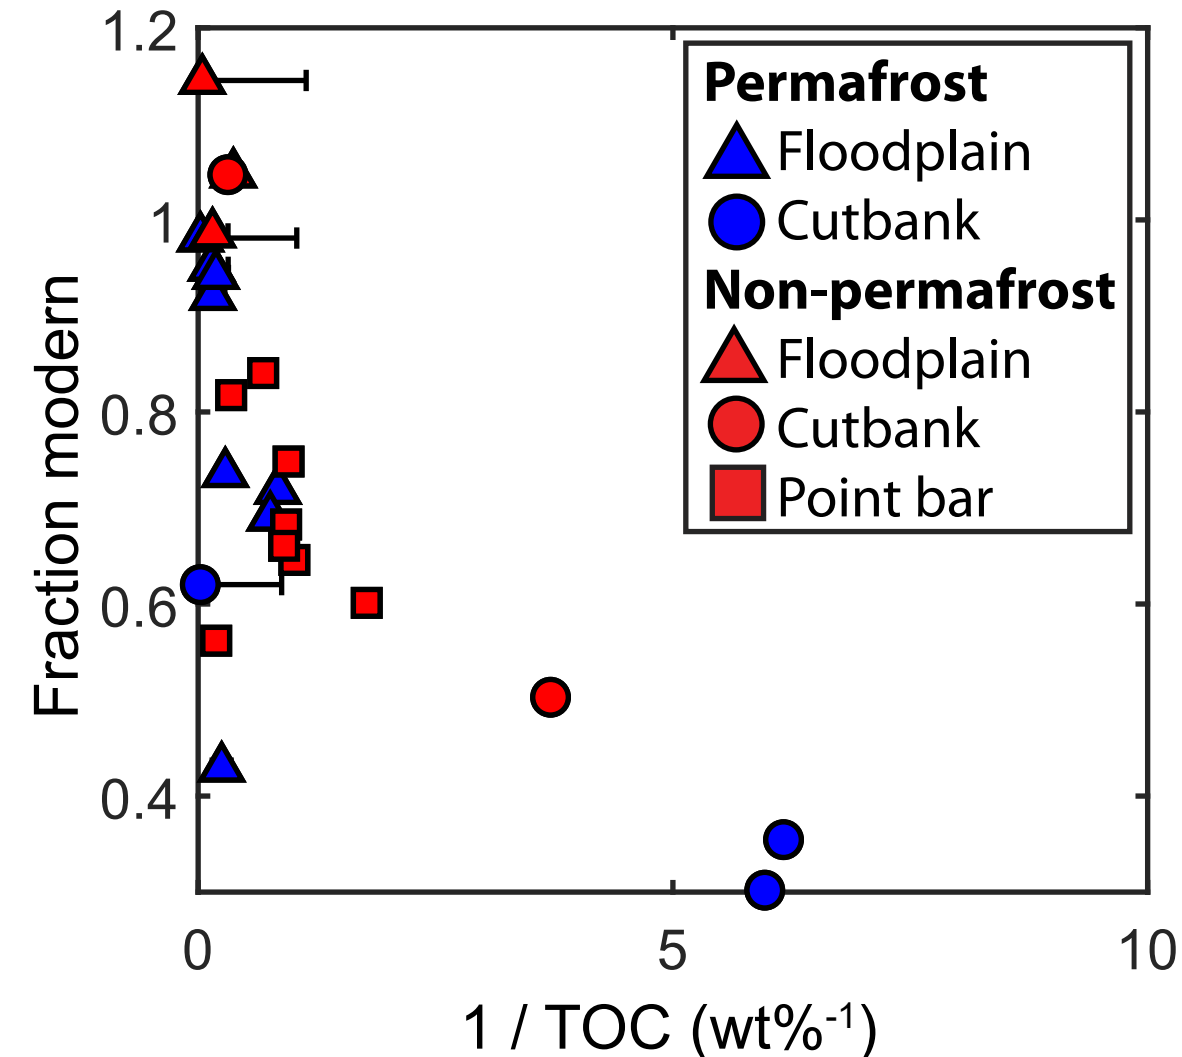 1.2
1
0.8
0.6
0.4
Fraction modern
0
5
10
1 / TOC (wt%⁻¹)
Permafrost
Floodplain
Cutbank
Non-permafrost
Floodplain
Cutbank
Point bar